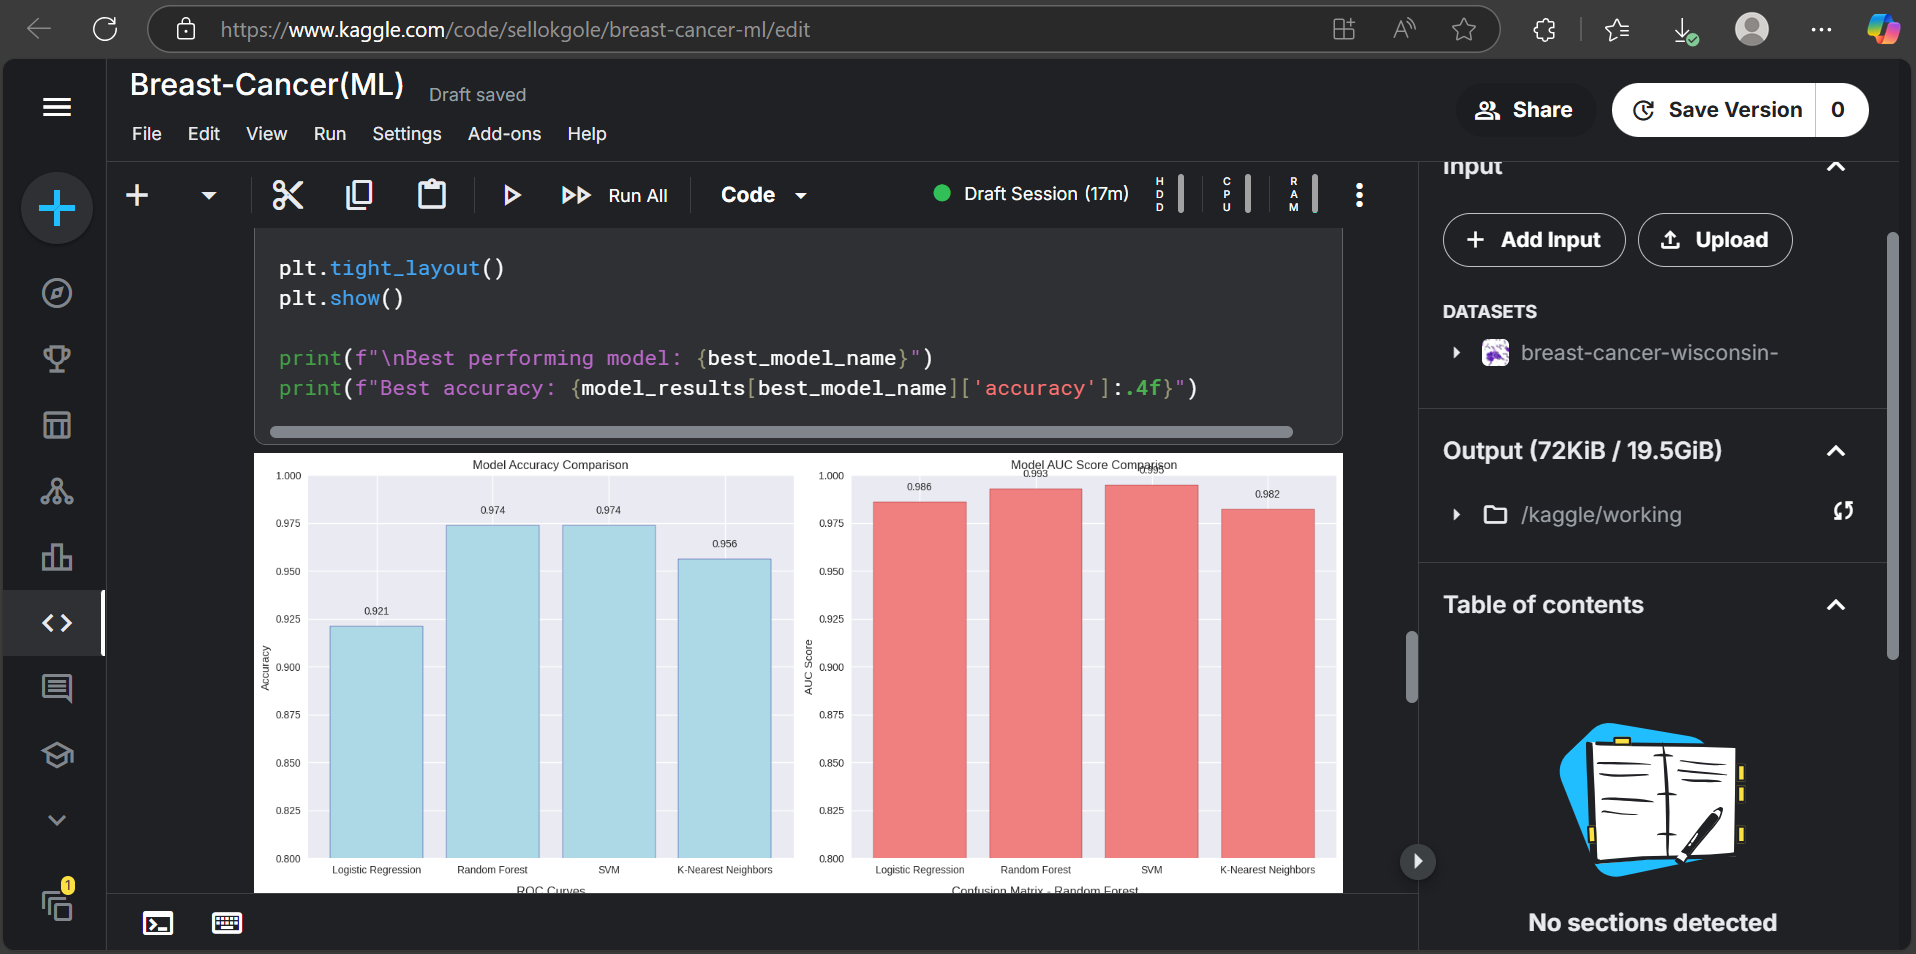 https://www.kaggle.com/code/sellokgole/breast-cancer-ml/edit
Breast-Cancer(ML)
Draft saved
File Edit View Run Settings Add-ons Help
Share
Save Version 0
Run All
Code
Draft Session (17m)
HDD
CPU
RAM
plt.tight_layout()
plt.show()
print(f"\nBest performing model: {best_model_name}")
print(f"Best accuracy: {model_results[best_model_name]['accuracy']:.4f}")
Model Accuracy Comparison
1.000
0.975
0.950
0.925
0.900
0.875
0.850
0.825
0.800
Accuracy
0.921
0.974
0.974
0.956
Logistic Regression
Random Forest
SVM
K-Nearest Neighbors
ROC Curves
Model AUC Score Comparison
1.000
0.975
0.950
0.925
0.900
0.875
0.850
0.825
0.800
AUC Score
0.986
0.993
0.995
0.982
Logistic Regression
Random Forest
SVM
K-Nearest Neighbors
Confusion Matrix - Random Forest
Input
Add Input
Upload
DATASETS
breast-cancer-wisconsin-
Output (72KiB / 19.5GiB)
/kaggle/working
Table of contents
No sections detected
1